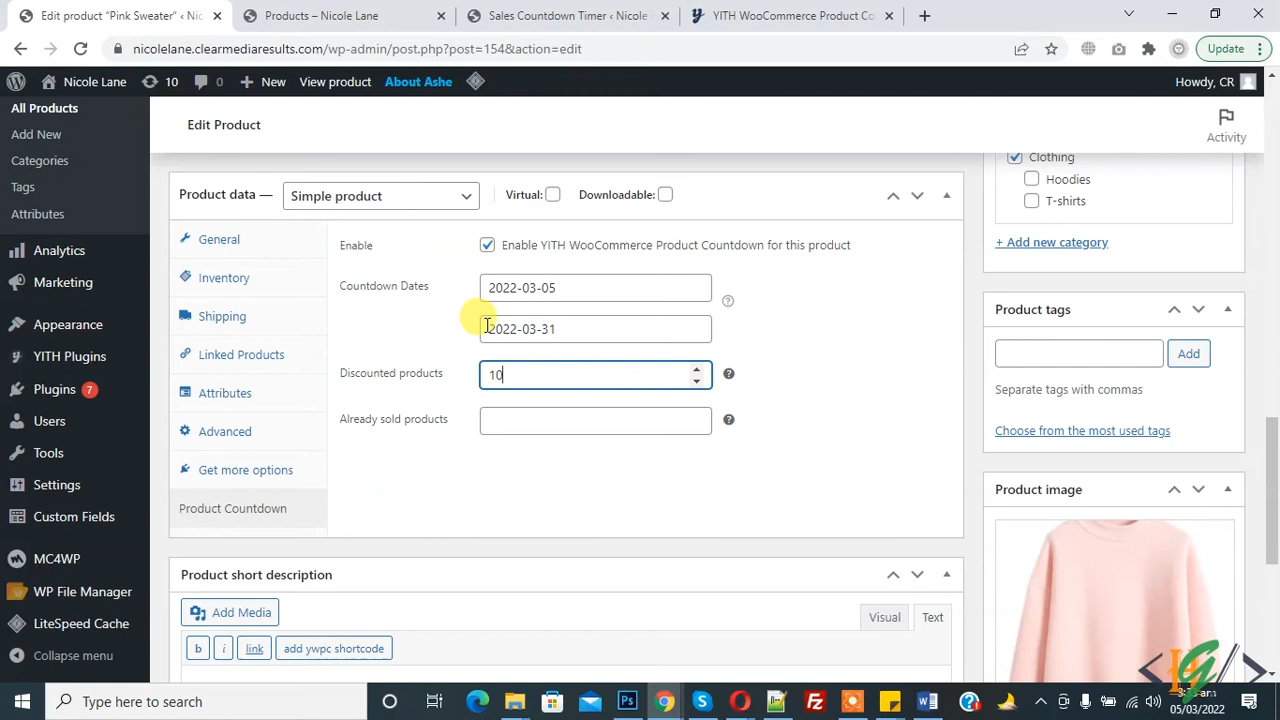 Edit product "Pink Sweater" ‹ Nic
Products – Nicole Lane
Sales Countdown Timer ‹ Nicole
YITH WooCommerce Product Co
nicolelane.clearmediaresults.com/wp-admin/post.php?post=154&action=edit
Update
Nicole Lane
10
0
New
View product
About Ashe
Howdy, CR
All Products
Add New
Categories
Tags
Attributes
Analytics
Marketing
Appearance
YITH Plugins
Plugins 7
Users
Tools
Settings
Custom Fields
MC4WP
WP File Manager
LiteSpeed Cache
Collapse menu
Edit Product
Activity
Product data —
Simple product
Virtual:
Downloadable:
General
Inventory
Shipping
Linked Products
Attributes
Advanced
Get more options
Product Countdown
Enable
Enable YITH WooCommerce Product Countdown for this product
Countdown Dates
2022-03-05
2022-03-31
Discounted products
10
Already sold products
Product short description
Add Media
Visual
Text
b
i
link
add ywpc shortcode
Clothing
Hoodies
T-shirts
+ Add new category
Product tags
Add
Separate tags with commas
Choose from the most used tags
Product image
Type here to search
05/03/2022